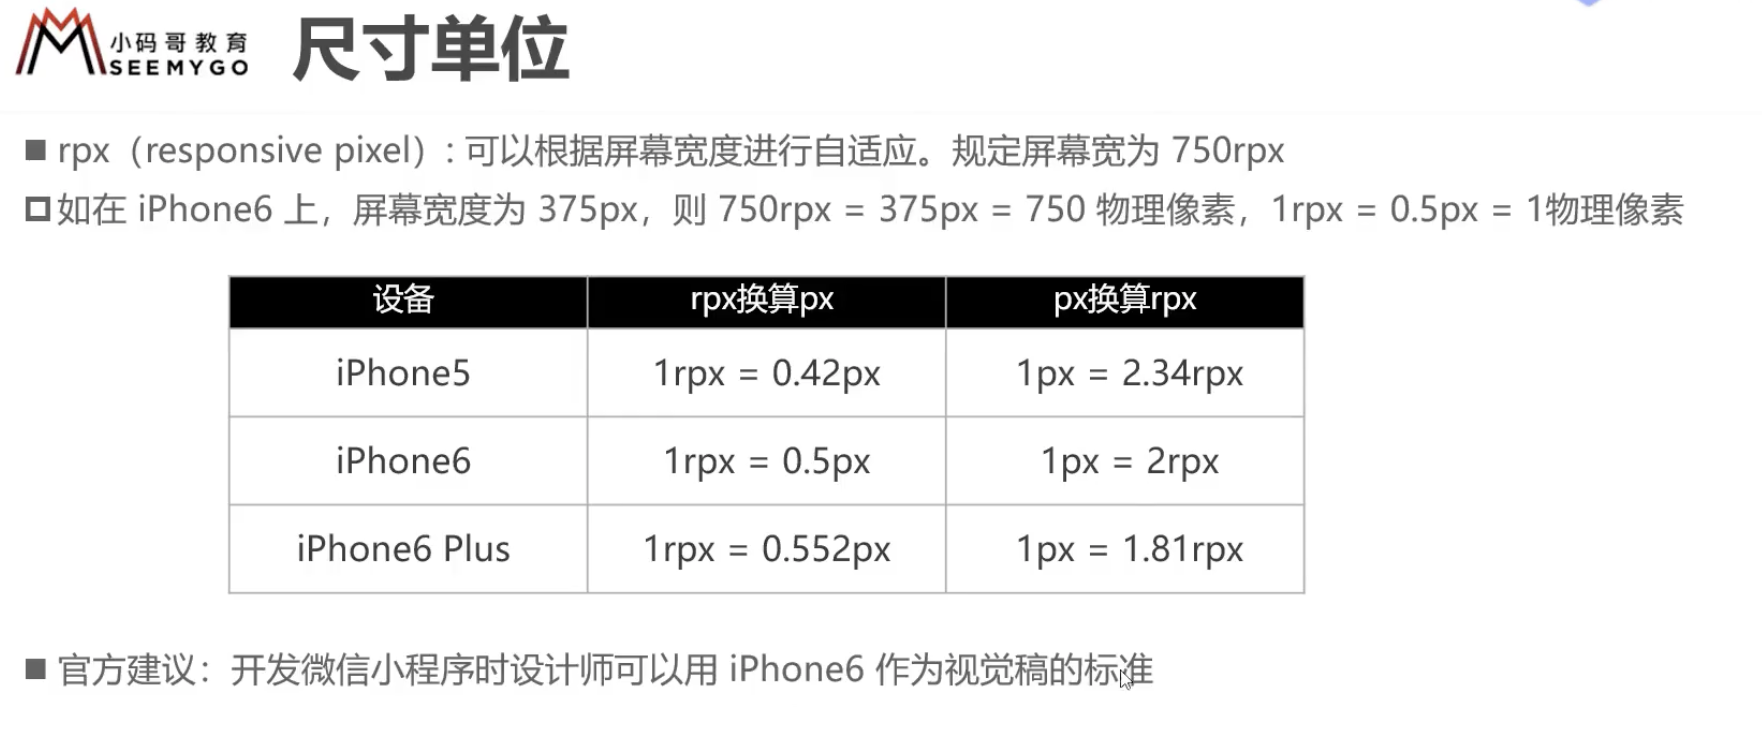 小码哥教育
SEEMYGO
尺寸单位
■ rpx（responsive pixel）: 可以根据屏幕宽度进行自适应。规定屏幕宽为 750rpx
如在 iPhone6 上，屏幕宽度为 375px，则 750rpx = 375px = 750 物理像素，1rpx = 0.5px = 1物理像素
设备 rpx换算px px换算rpx
iPhone5 1rpx = 0.42px 1px = 2.34rpx
iPhone6 1rpx = 0.5px 1px = 2rpx
iPhone6 Plus 1rpx = 0.552px 1px = 1.81rpx
■ 官方建议：开发微信小程序时设计师可以用 iPhone6 作为视觉稿的标准